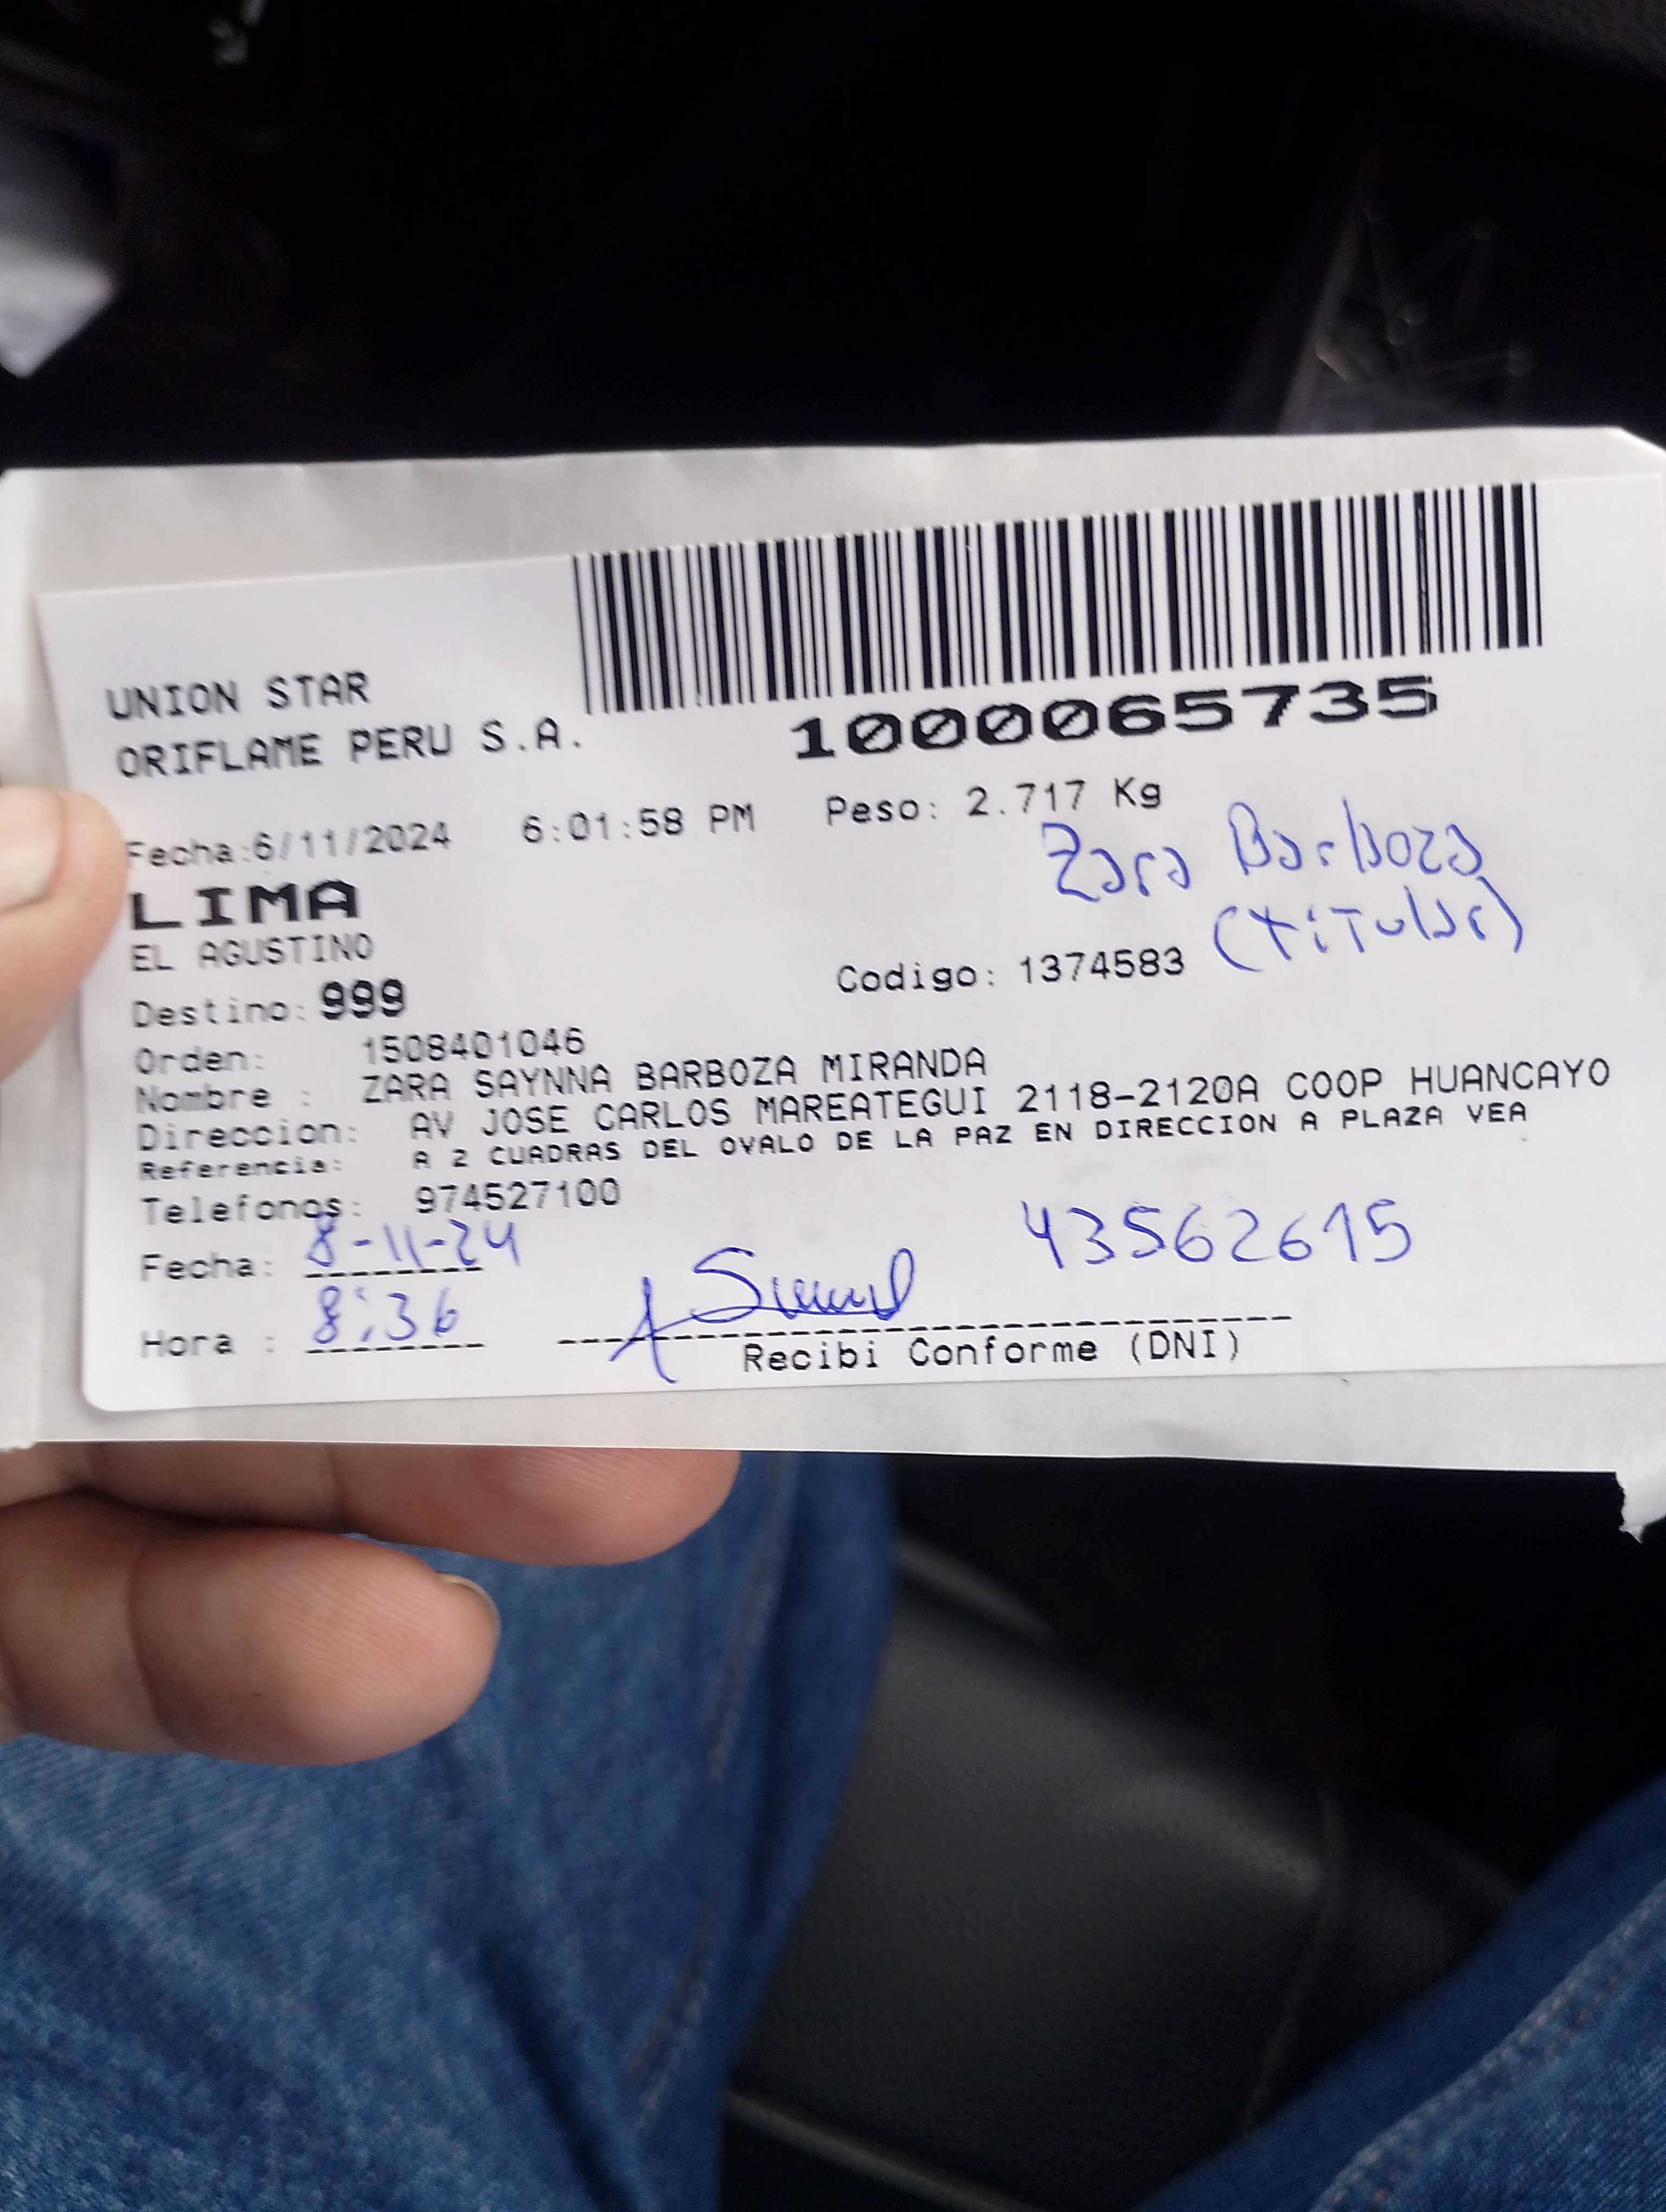 UNION STAR
ORIFLAME PERU S.A.
1000065735
Fecha:6/11/2024 6:01:58 PM Peso: 2.717 Kg
Zara Barboza
LIMA
(titular)
EL AGUSTINO
Codigo: 1374583
Destino: 999
Orden: 1508401046
Nombre : ZARA SAYNNA BARBOZA MIRANDA
Direccion: AV JOSE CARLOS MAREATEGUI 2118-2120A COOP HUANCAYO
Referencia: A 2 CUADRAS DEL OVALO DE LA PAZ EN DIRECCION A PLAZA VEA
Telefonos: 974527100
Fecha: 8-11-24
43562615
Hora : 8:36
Recibi Conforme (DNI)